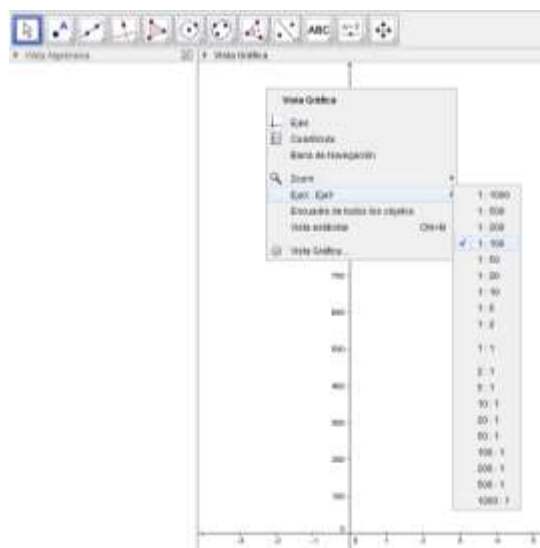 ABC
Vista Algebraica
Vista Gráfica
Vista Gráfica
Ejes
Cuadrícula
Barra de Navegación
Zoom
EjeX : EjeY
Encuadre de todos los objetos
Vista estándar Ctrl+M
Vista Gráfica ...
1 : 1000
1 : 500
1 : 200
1 : 100
1 : 50
1 : 20
1 : 10
1 : 5
1 : 2
1 : 1
2 : 1
5 : 1
10 : 1
20 : 1
50 : 1
100 : 1
200 : 1
500 : 1
1000 : 1
700
600
500
400
300
200
100
0
-3 -2 -1 0 1 2 3 4 5